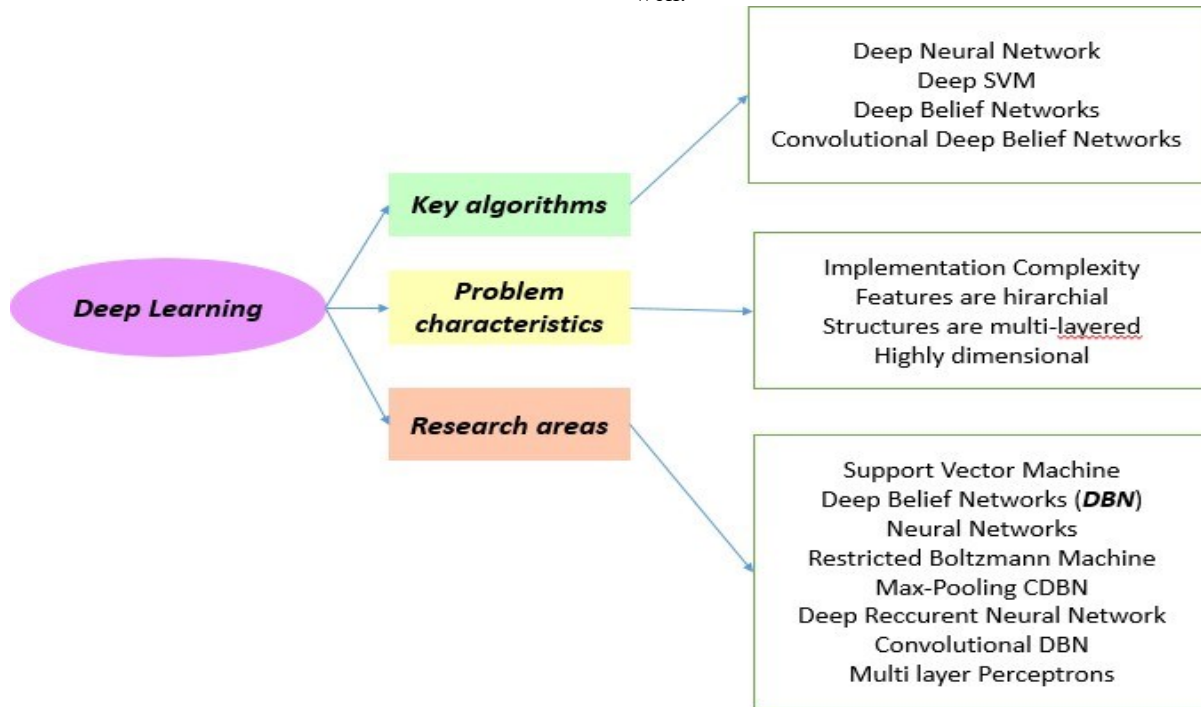 Deep Neural Network
Deep SVM
Deep Belief Networks
Convolutional Deep Belief Networks
Key algorithms
Deep Learning
Problem
characteristics
Implementation Complexity
Features are hirarchial
Structures are multi-layered
Highly dimensional
Research areas
Support Vector Machine
Deep Belief Networks (DBN)
Neural Networks
Restricted Boltzmann Machine
Max-Pooling CDBN
Deep Reccurent Neural Network
Convolutional DBN
Multi layer Perceptrons